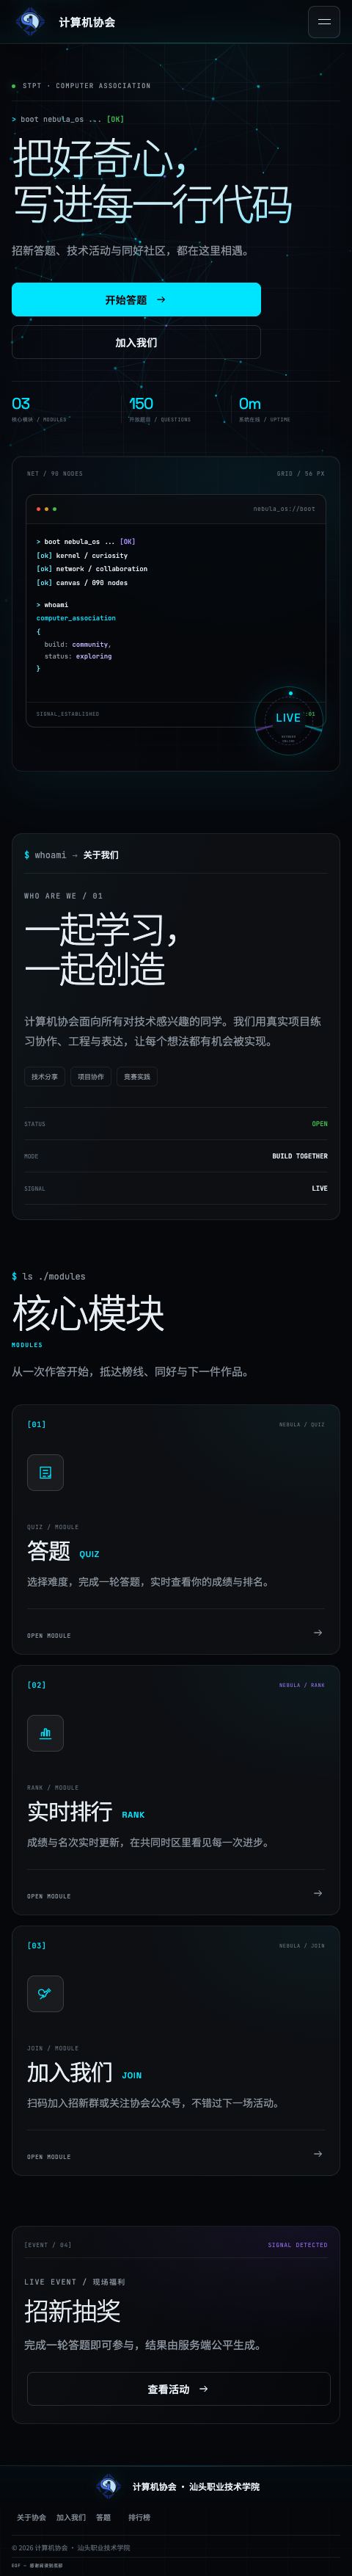 计算机协会
STPT · COMPUTER ASSOCIATION
> boot nebula_os ... [OK]
把好奇心，
写进每一行代码
招新答题、技术活动与同好社区，都在这里相遇。
开始答题 →
加入我们
03
150
0m
核心模块 / MODULES
开放题目 / QUESTIONS
系统在线 / UPTIME
NET / 90 NODES
GRID / 56 PX
nebula_os://boot
> boot nebula_os ... [OK]
[ok] kernel / curiosity
[ok] network / collaboration
[ok] canvas / 090 nodes
> whoami
computer_association
{
build: community,
status: exploring
}
SIGNAL_ESTABLISHED
LIVE
$ whoami → 关于我们
WHO ARE WE / 01
一起学习，
一起创造
计算机协会面向所有对技术感兴趣的同学。我们用真实项目练
习协作、工程与表达，让每个想法都有机会被实现。
技术分享
项目协作
竞赛实践
STATUS
OPEN
MODE
BUILD TOGETHER
SIGNAL
LIVE
$ ls ./modules
核心模块
MODULES
从一次作答开始，抵达榜线、同好与下一件作品。
[01]
NEBULA / QUIZ
QUIZ / MODULE
答题 QUIZ
选择难度，完成一轮答题，实时查看你的成绩与排名。
OPEN MODULE →
[02]
NEBULA / RANK
RANK / MODULE
实时排行 RANK
成绩与名次实时更新，在共同时区里看见每一次进步。
OPEN MODULE →
[03]
NEBULA / JOIN
JOIN / MODULE
加入我们 JOIN
扫码加入招新群或关注协会公众号，不错过下一场活动。
OPEN MODULE →
[EVENT / 04]
SIGNAL DETECTED
LIVE EVENT / 现场福利
招新抽奖
完成一轮答题即可参与，结果由服务端公平生成。
查看活动 →
计算机协会 · 汕头职业技术学院
关于协会 加入我们 答题 排行榜
© 2026 计算机协会 · 汕头职业技术学院